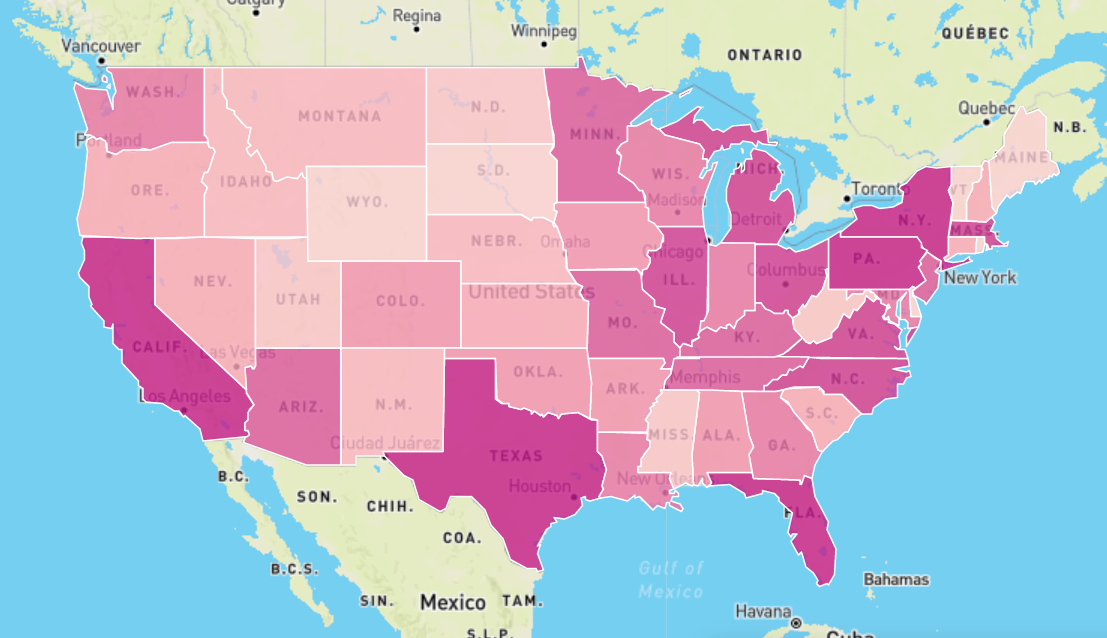 Calgary
Regina
Winnipeg
Vancouver
ONTARIO
QUÉBEC
Quebec
N.B.
WASH.
Portland
MONTANA
N.D.
MINN.
MAINE
ORE.
IDAHO
WYO.
S.D.
WIS.
Madison
MICH.
Toronto
VT.
Detroit
N.Y.
MASS.
NEBR.
Omaha
Chicago
Columbus
PA.
New York
NEV.
UTAH
COLO.
United States
ILL.
MD.
MO.
KY.
VA.
CALIF.
Las Vegas
Los Angeles
ARIZ.
N.M.
OKLA.
ARK.
Memphis
N.C.
S.C.
MISS.
ALA.
GA.
Ciudad Juárez
TEXAS
Houston
New Orleans
FLA.
B.C.
SON.
CHIH.
COA.
B.C.S.
Gulf of
Mexico
Bahamas
SIN.
Mexico
TAM.
Havana
S.L.P.
Cuba